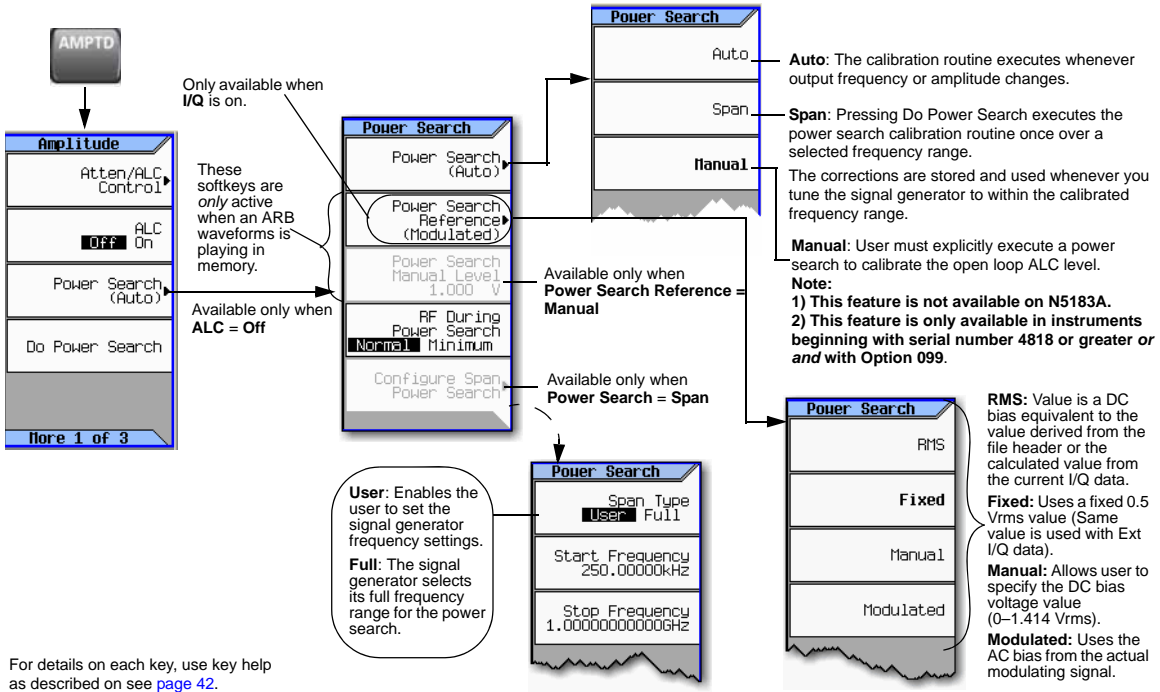 AMPTD
Amplitude
Atten/ALC
Control
ALC
Off On
Power Search
(Auto)
Do Power Search
More 1 of 3
Only available when
I/Q is on.
These
softkeys are
only active
when an ARB
waveforms is
playing in
memory.
Available only when
ALC = Off
Power Search
Power Search
(Auto)
Power Search
Reference
(Modulated)
Power Search
Manual Level
1.000 V
RF During
Power Search
Normal Minimum
Configure Span
Power Search
Available only when
Power Search Reference =
Manual
Available only when
Power Search = Span
Power Search
Auto
Span
Manual
Auto: The calibration routine executes whenever
output frequency or amplitude changes.
Span: Pressing Do Power Search executes the
power search calibration routine once over a
selected frequency range.
The corrections are stored and used whenever you
tune the signal generator to within the calibrated
frequency range.
Manual: User must explicitly execute a power
search to calibrate the open loop ALC level.
Note:
1) This feature is not available on N5183A.
2) This feature is only available in instruments
beginning with serial number 4818 or greater or
and with Option 099.
User: Enables the
user to set the
signal generator
frequency settings.
Full: The signal
generator selects
its full frequency
range for the power
search.
Power Search
Span Type
User Full
Start Frequency
250.00000kHz
Stop Frequency
1.00000000000GHz
Power Search
RMS
Fixed
Manual
Modulated
RMS: Value is a DC
bias equivalent to the
value derived from the
file header or the
calculated value from
the current I/Q data.
Fixed: Uses a fixed 0.5
Vrms value (Same
value is used with Ext
I/Q data).
Manual: Allows user to
specify the DC bias
voltage value
(0–1.414 Vrms).
Modulated: Uses the
AC bias from the actual
modulating signal.
For details on each key, use key help
as described on see page 42.